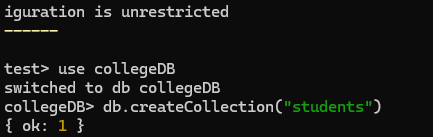 iguration is unrestricted
------
test> use collegeDB
switched to db collegeDB
collegeDB> db.createCollection("students")
{ ok: 1 }